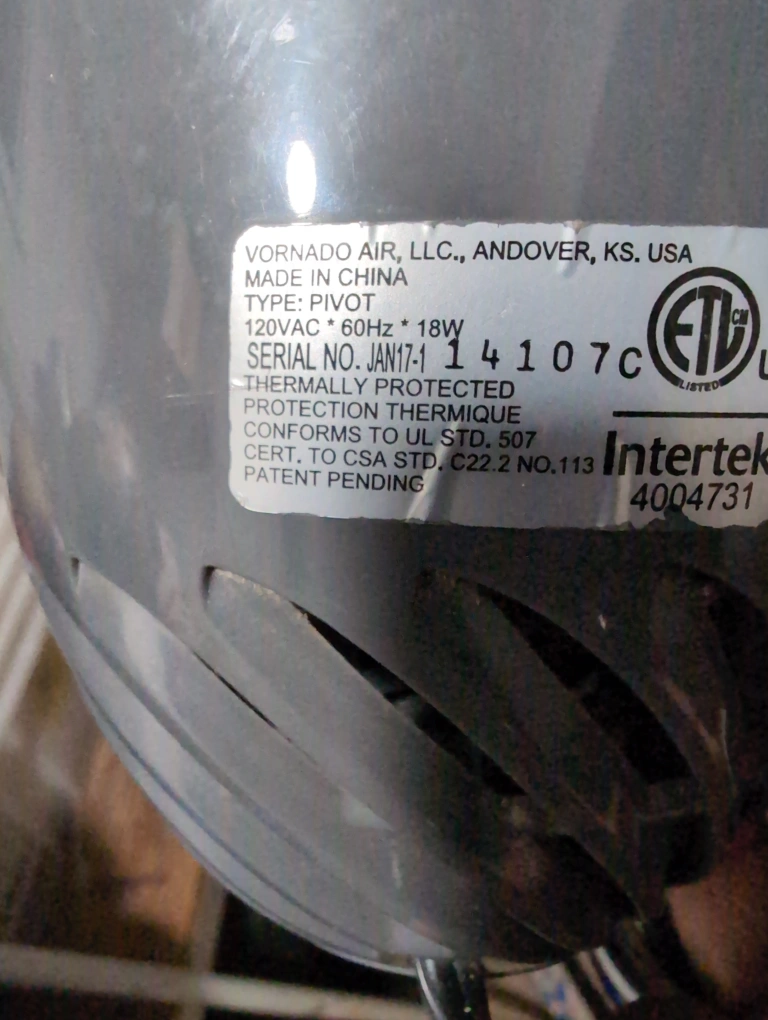 VORNADO AIR, LLC., ANDOVER, KS. USA
MADE IN CHINA
TYPE: PIVOT
120VAC * 60Hz * 18W
SERIAL NO. JAN17-1 14107C
THERMALLY PROTECTED
PROTECTION THERMIQUE
CONFORMS TO UL STD. 507
CERT. TO CSA STD. C22.2 NO.113
PATENT PENDING
ETL CM
LISTED
Intertek
4004731